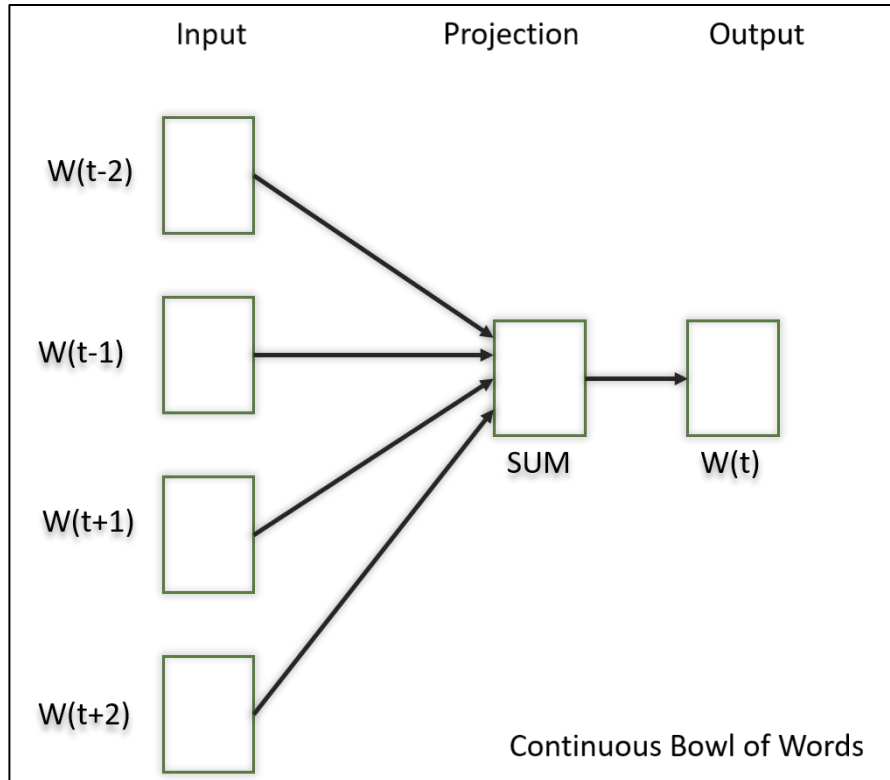 Input Projection Output
W(t-2)
W(t-1)
W(t+1)
W(t+2)
SUM
W(t)
Continuous Bowl of Words